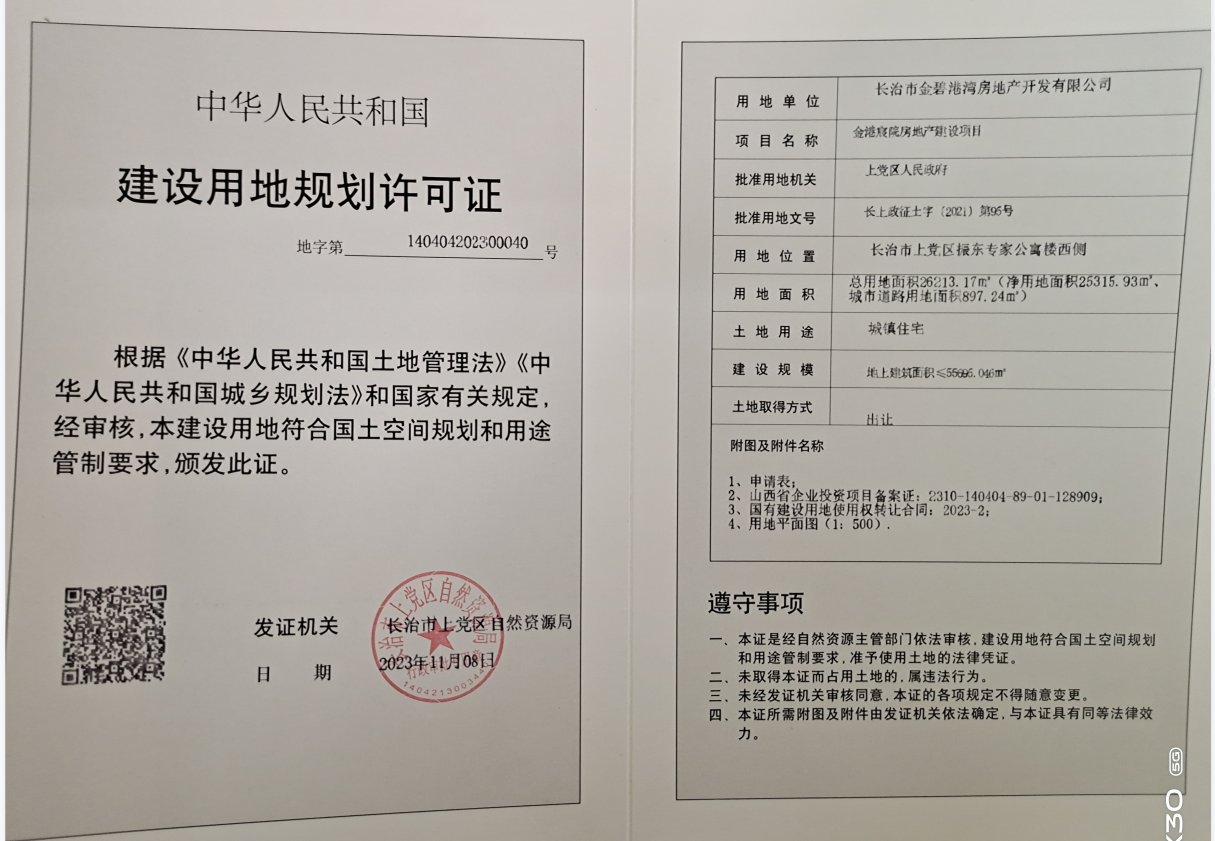 中华人民共和国
建设用地规划许可证
地字第 140404202300040 号
根据《中华人民共和国土地管理法》《中
华人民共和国城乡规划法》和国家有关规定,
经审核,本建设用地符合国土空间规划和用途
管制要求,颁发此证。
发证机关 长治市上党区自然资源局
日 期 2023年11月08日
用地单位 长治市金碧港湾房地产开发有限公司
项目名称 金港宸院房地产建设项目
批准用地机关 上党区人民政府
批准用地文号 长上政征土字〔2021〕第95号
用地位置 长治市上党区振东专家公寓楼西侧
用地面积 总用地面积26213.17㎡(净用地面积25315.93㎡、
城市道路用地面积897.24㎡)
土地用途 城镇住宅
建设规模 地上建筑面积≤55695.046㎡
土地取得方式 出让
附图及附件名称
1、申请表;
2、山西省企业投资项目备案证:2310-140404-89-01-128909;
3、国有建设用地使用权转让合同:2023-2;
4、用地平面图(1:500).
遵守事项
一、本证是经自然资源主管部门依法审核,建设用地符合国土空间规划
和用途管制要求,准予使用土地的法律凭证。
二、未取得本证而占用土地的,属违法行为。
三、未经发证机关审核同意,本证的各项规定不得随意变更。
四、本证所需附图及附件由发证机关依法确定,与本证具有同等法律效
力。
X30 5G